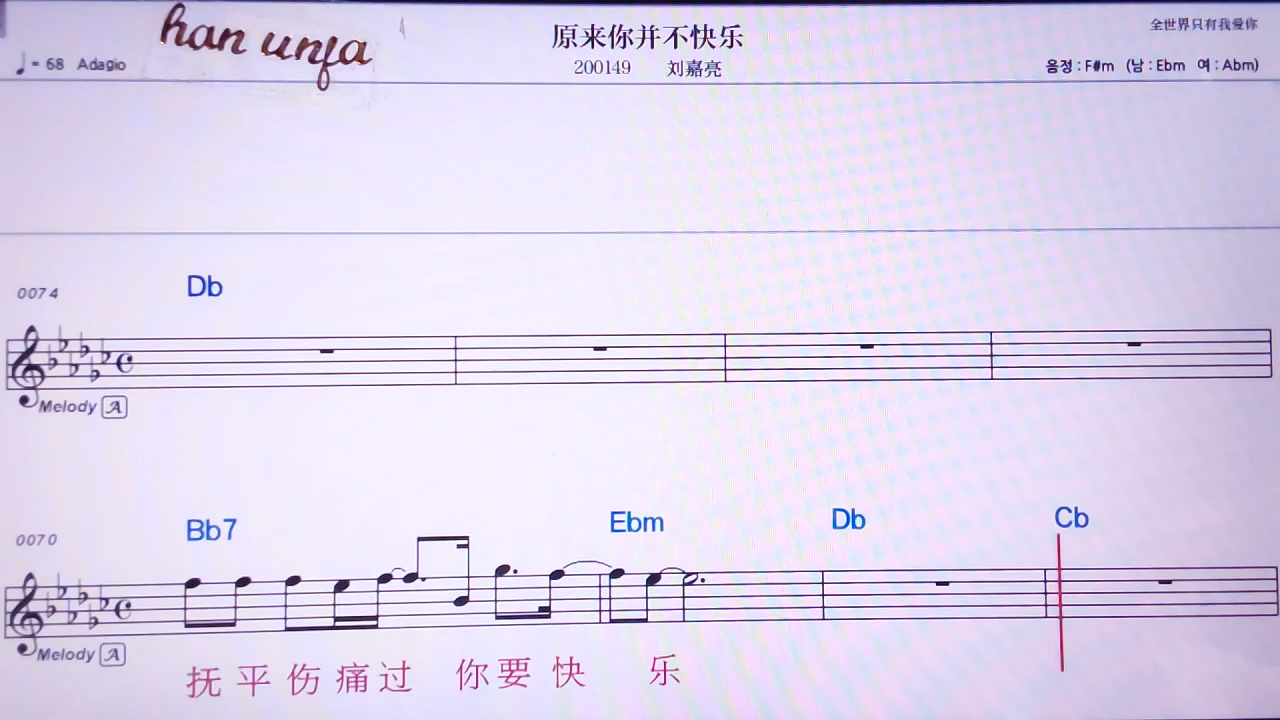 han unfa
原来你并不快乐
全世界只有我爱你
♩= 68 Adagio
200149 刘嘉亮
음정 : F#m (남 : Ebm 여 : Abm)
0074 Db
Melody A
0070 Bb7 Ebm Db Cb
Melody A
抚平伤痛过 你要快 乐